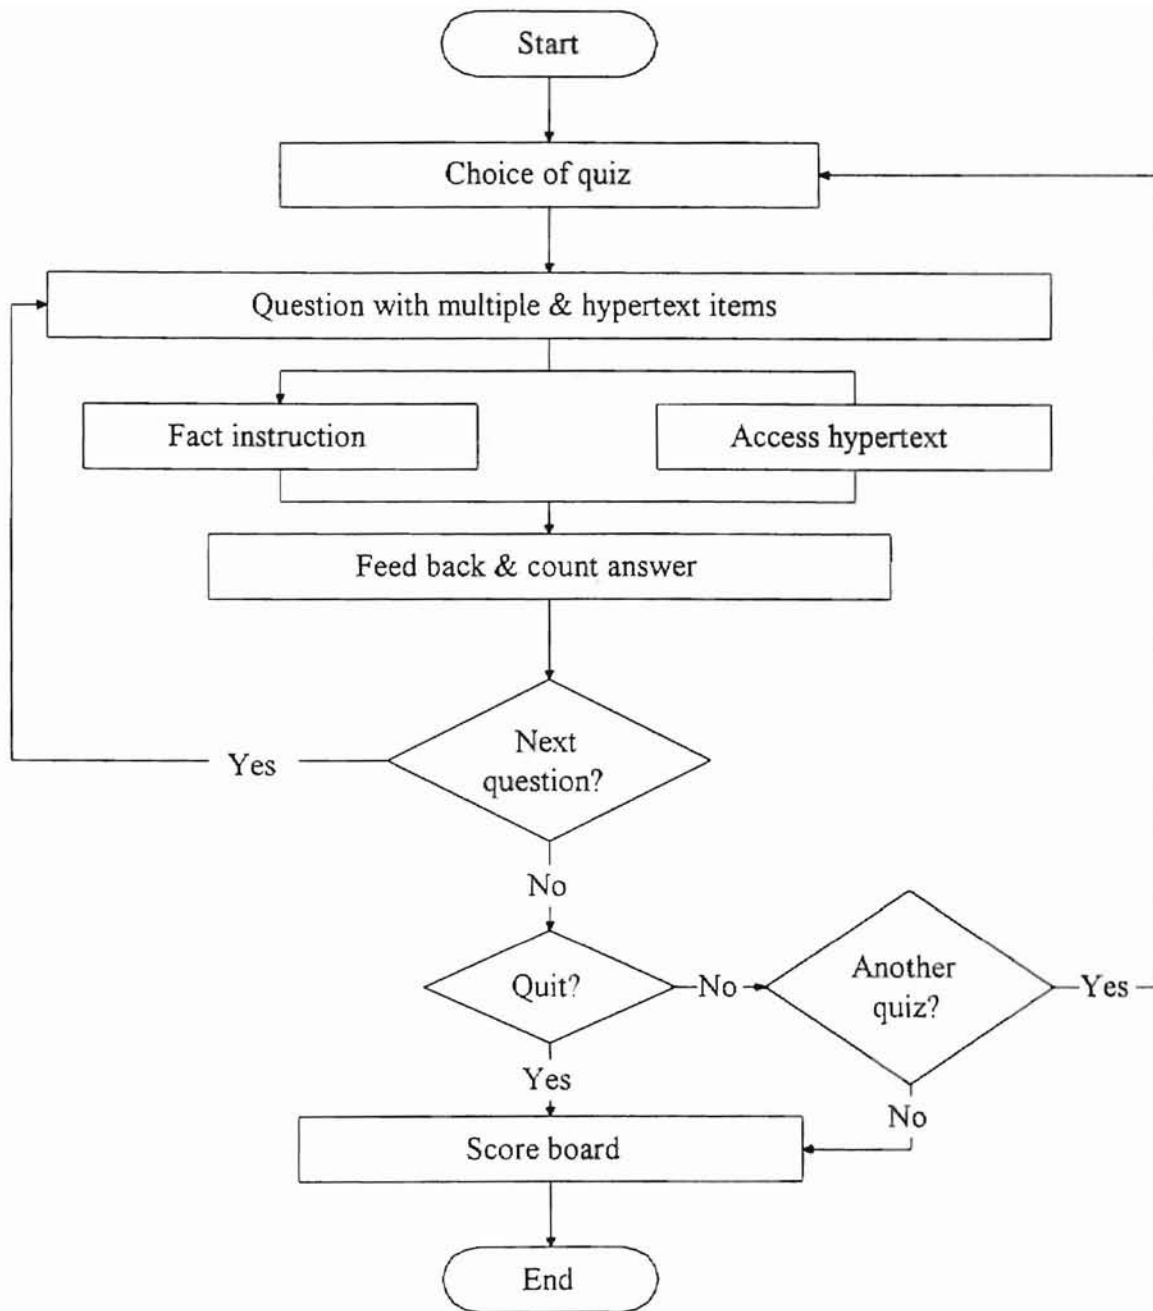 Start
Choice of quiz
Question with multiple & hypertext items
Fact instruction
Access hypertext
Feed back & count answer
Next
question?
Yes
No
Quit?
No
Another
quiz?
Yes
Yes
No
Score board
End